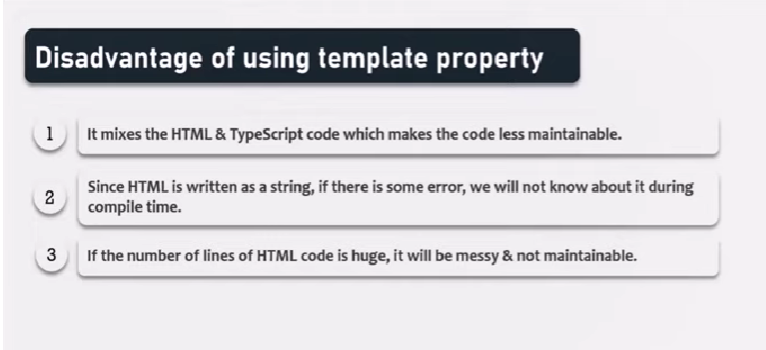 Disadvantage of using template property
1
It mixes the HTML & TypeScript code which makes the code less maintainable.
2
Since HTML is written as a string, if there is some error, we will not know about it during
compile time.
3
If the number of lines of HTML code is huge, it will be messy & not maintainable.